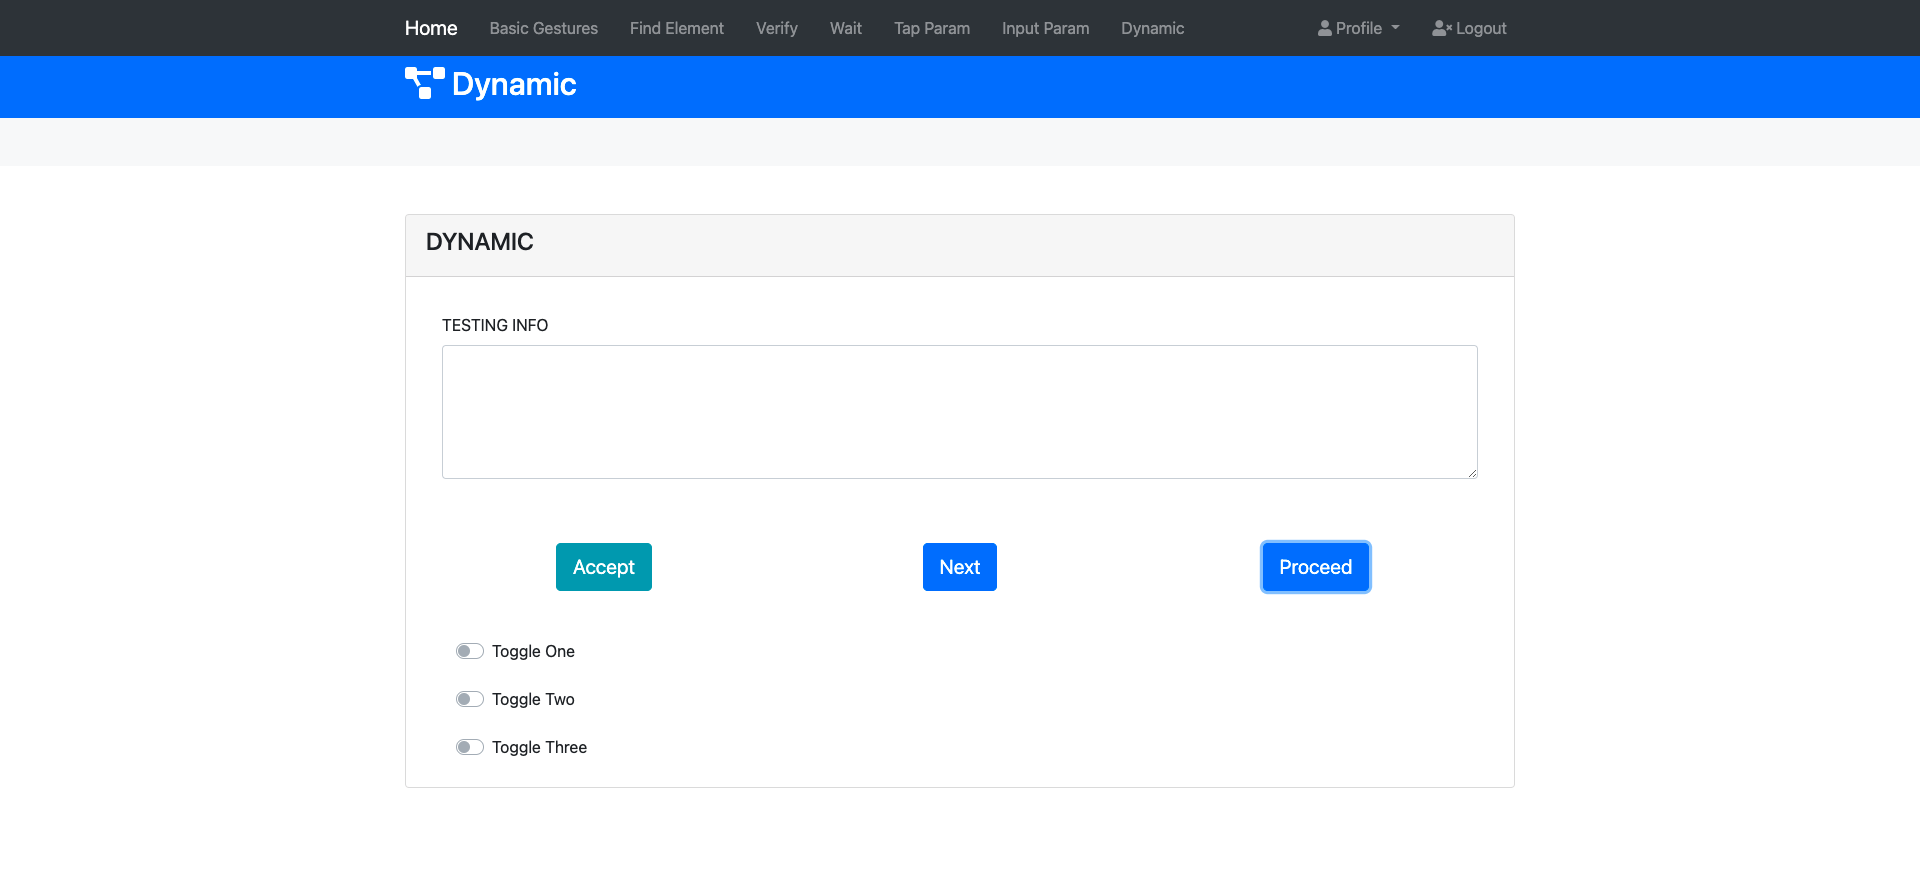 Home Basic Gestures Find Element Verify Wait Tap Param Input Param Dynamic Profile Logout
Dynamic
DYNAMIC
TESTING INFO
Accept Next Proceed
Toggle One
Toggle Two
Toggle Three